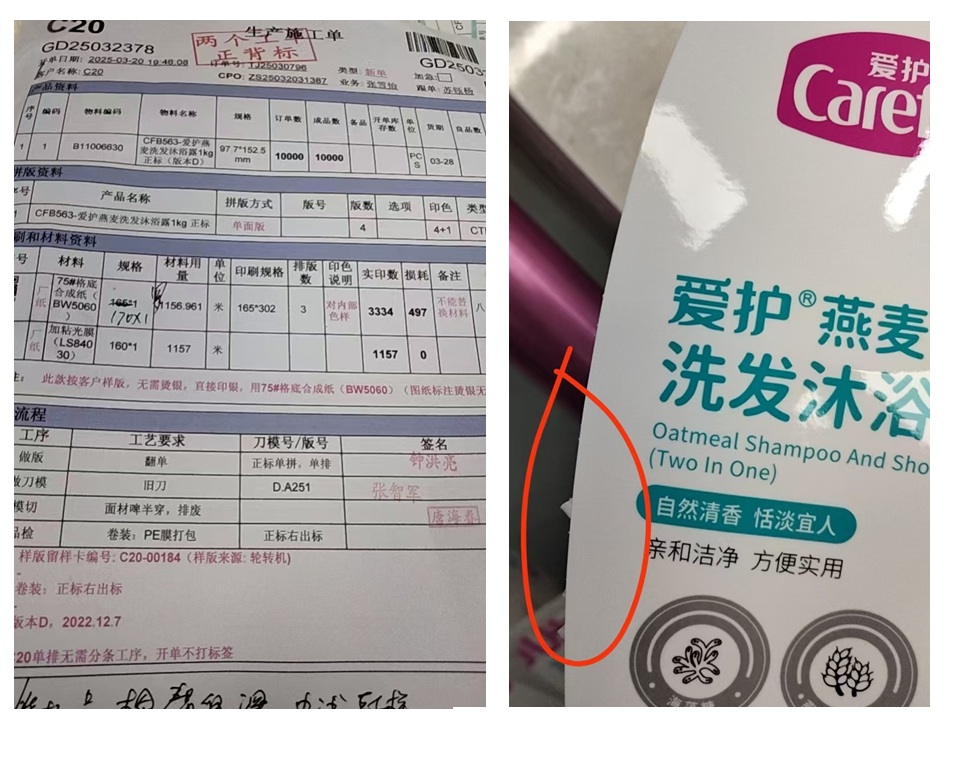 C20
生产施工单
两个工单
正背标
GD25032378
单日期: 2025-03-20 19:46:08
订单号: TJ25030796
类型: 新单
加急:
客户名称: C20
CPO: ZS25032031387
业务:
跟单:
产品资料
序号 编码 物料编码 物料名称 规格 订单数 成品数 备品 开单库存数 单位 货期 良品数
1 1 B11006630 CFB563-爱护燕麦洗发沐浴露1kg 正标（版本D） 97.7*152.5mm 10000 10000 PCS 03-28
拼版资料
序号 产品名称 拼版方式 版号 版数 选项 印色 类型
1 CFB563-爱护燕麦洗发沐浴露1kg 正标 单面版 4 4+1
印刷和材料资料
号 材料 规格 材料用量 单位 印刷规格 排版数 印色说明 实印数 损耗 备注
厂纸 75#格底合成纸（BW5060） 165*1 170X1 1156.961 米 165*302 3 对内部色样 3334 497 不能替换材料
厂纸 加粘光膜（LS84030） 160*1 1157 米 1157 0
注： 此款按客户样版，无需烫银，直接印银，用75#格底合成纸（BW5060）（图纸标注烫银无
流程
工序 工艺要求 刀模号/版号 签名
做版 翻单 正标单拼，单排 钟洪亮
做刀模 旧刀 D.A251 张智军
模切 面材啤半穿，排废
品检 卷装：PE膜打包 正标右出标
样版留样卡编号: C20-00184（样版来源: 轮转机）
卷装：正标右出标
版本D，2022.12.7
C20单排无需分条工序，开单不打标签
爱护
Caref
爱护®燕麦
洗发沐浴
Oatmeal Shampoo And Sho
(Two In One)
自然清香 恬淡宜人
亲和洁净 方便实用